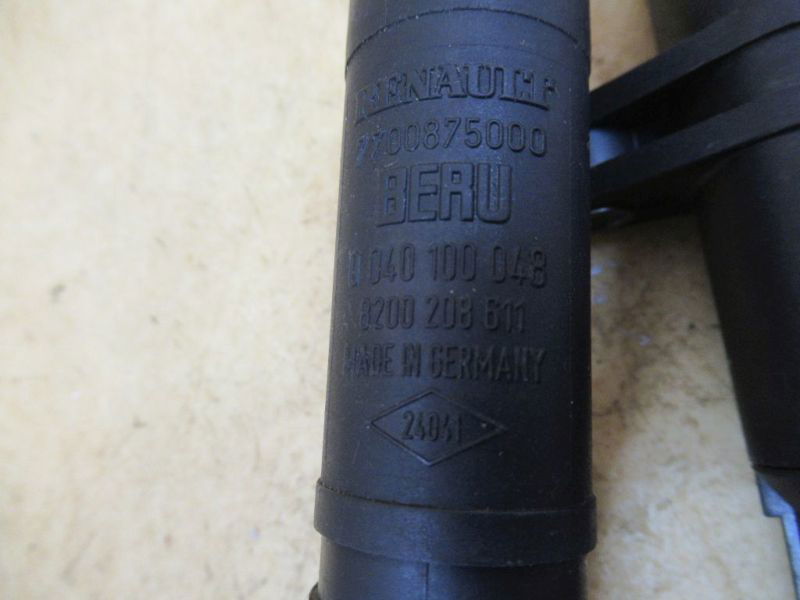 RENAULT
7700875000
BERU
0 040 100 048
8200 208 611
MADE IN GERMANY
24041